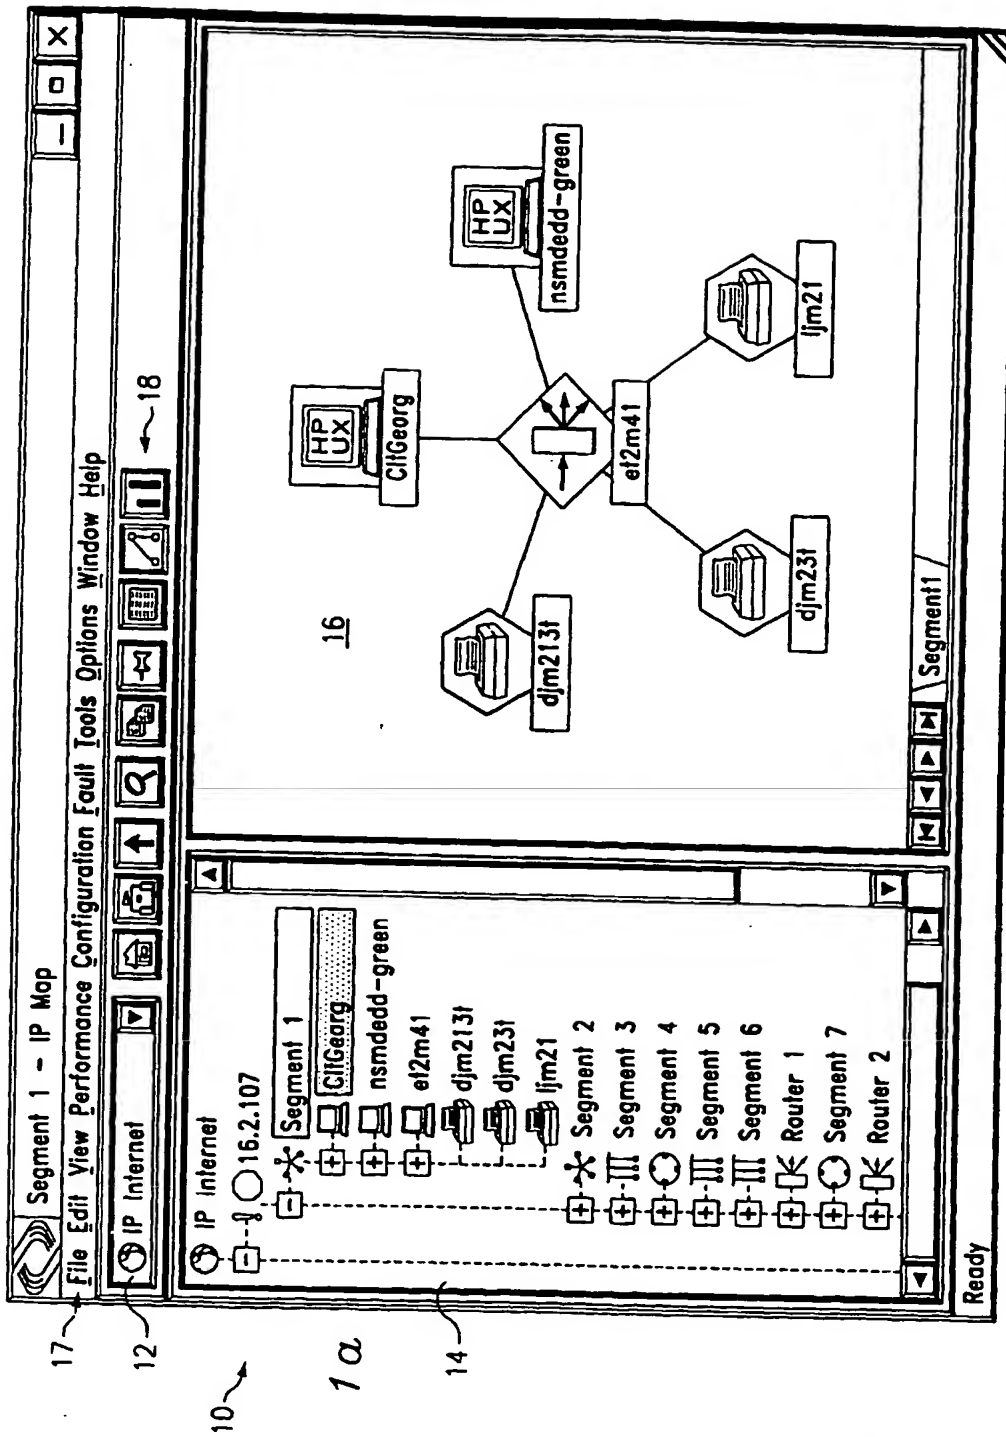 17
Segment 1 - IP Map
File Edit View Performance Configuration Fault Tools Options Window Help
12
IP Internet
18
10
1a
14
IP Internet
16.2.107
Segment 1
CltGearg
nsmdedd-green
et2m41
djm213t
djm23t
ljm21
Segment 2
Segment 3
Segment 4
Segment 5
Segment 6
Router 1
Segment 7
Router 2
16
HP
UX
CltGeorg
HP
UX
nsmdedd-green
djm213t
et2m41
djm23t
ljm21
Segment1
Ready